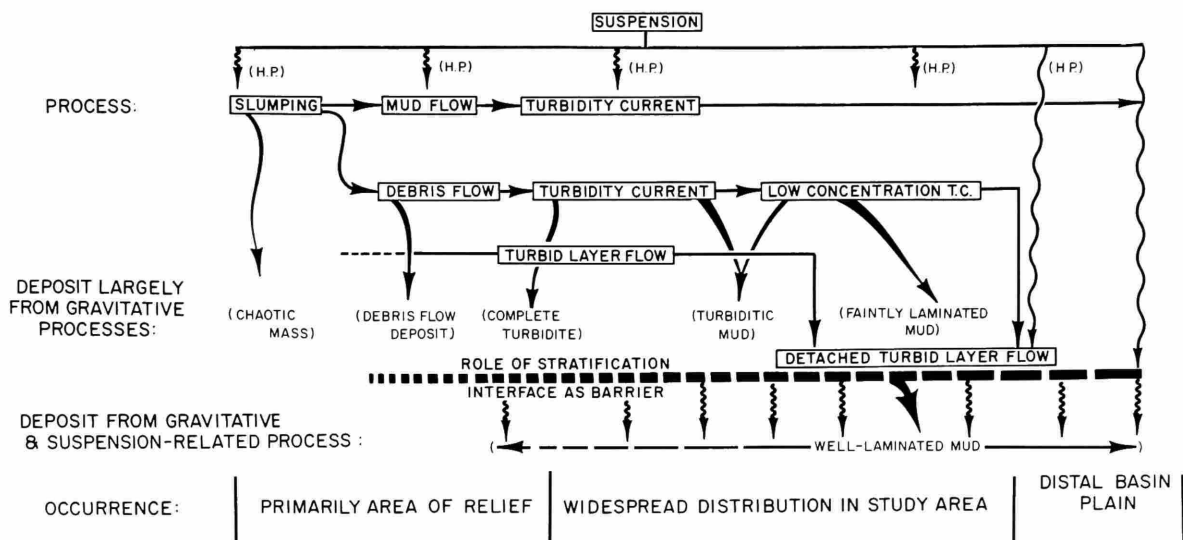 SUSPENSION
(H.P.)
(H.P.)
(H.P.)
(H.P.)
(H.P.)
PROCESS:
SLUMPING
MUD FLOW
TURBIDITY CURRENT
DEBRIS FLOW
TURBIDITY CURRENT
LOW CONCENTRATION T.C.
TURBID LAYER FLOW
DEPOSIT LARGELY
FROM GRAVITATIVE
PROCESSES:
(CHAOTIC
MASS)
(DEBRIS FLOW
DEPOSIT)
(COMPLETE
TURBIDITE)
(TURBIDITIC
MUD)
(FAINTLY LAMINATED
MUD)
DETACHED TURBID LAYER FLOW
ROLE OF STRATIFICATION
INTERFACE AS BARRIER
DEPOSIT FROM GRAVITATIVE
& SUSPENSION-RELATED PROCESS :
( WELL-LAMINATED MUD )
OCCURRENCE:
PRIMARILY AREA OF RELIEF
WIDESPREAD DISTRIBUTION IN STUDY AREA
DISTAL BASIN
PLAIN